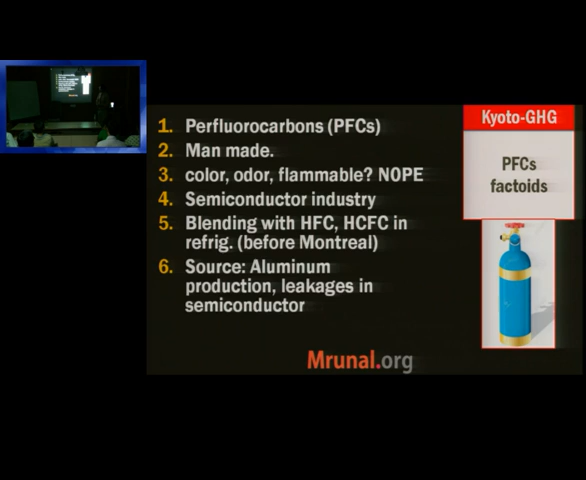 1. Perfluorocarbons (PFCs)
2. Man made.
3. color, odor, flammable? NOPE
4. Semiconductor industry
5. Blending with HFC, HCFC in
refrig. (before Montreal)
6. Source: Aluminum
production, leakages in
semiconductor
Kyoto-GHG
PFCs
factoids
Mrunal.org